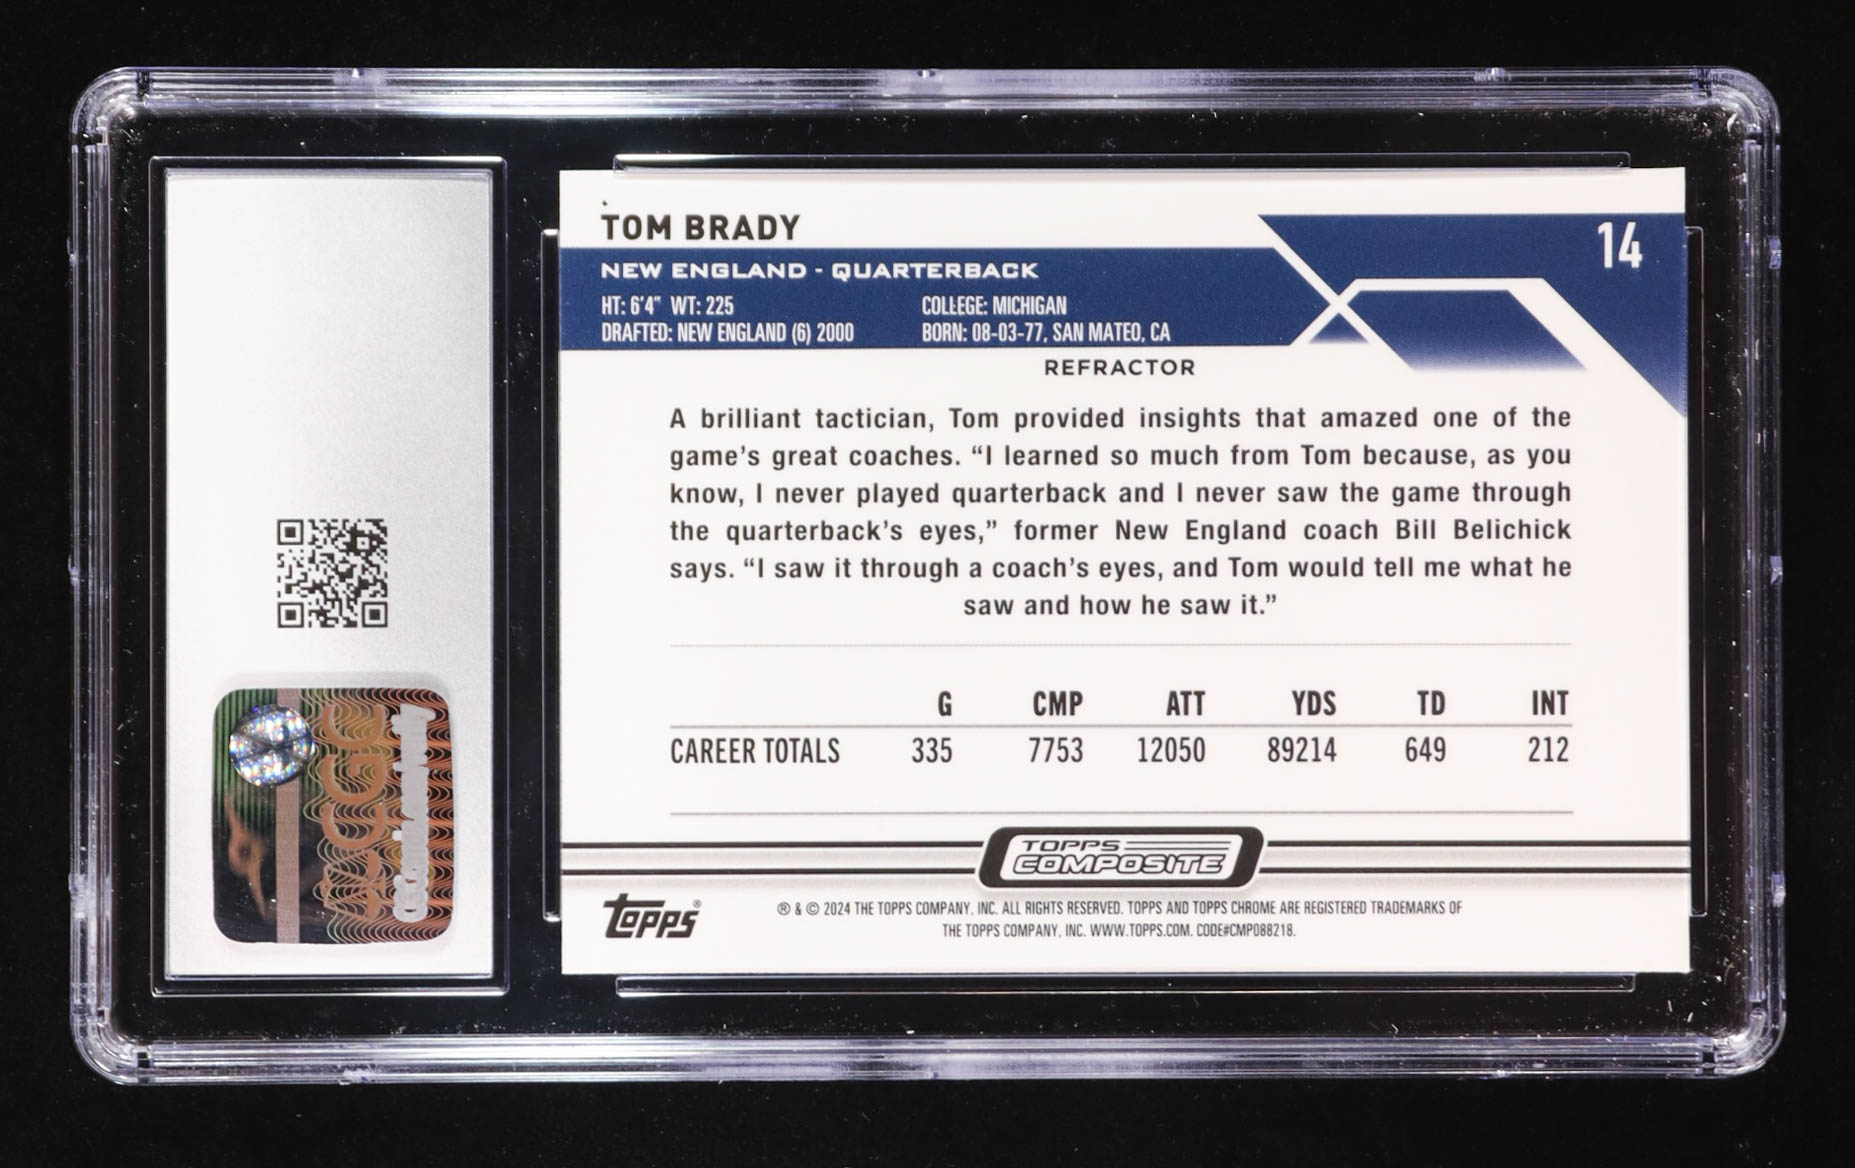 TOM BRADY
14
NEW ENGLAND - QUARTERBACK
HT: 6'4" WT: 225 COLLEGE: MICHIGAN
DRAFTED: NEW ENGLAND (6) 2000 BORN: 08-03-77, SAN MATEO, CA
REFRACTOR
A brilliant tactician, Tom provided insights that amazed one of the
game's great coaches. “I learned so much from Tom because, as you
know, I never played quarterback and I never saw the game through
the quarterback's eyes,” former New England coach Bill Belichick
says. “I saw it through a coach's eyes, and Tom would tell me what he
saw and how he saw it.”
G CMP ATT YDS TD INT
CAREER TOTALS 335 7753 12050 89214 649 212
TOPPS
COMPOSITE
topps®
® & © 2024 THE TOPPS COMPANY, INC. ALL RIGHTS RESERVED. TOPPS AND TOPPS CHROME ARE REGISTERED TRADEMARKS OF
THE TOPPS COMPANY, INC. WWW.TOPPS.COM. CODE#CMP088218.
CGC